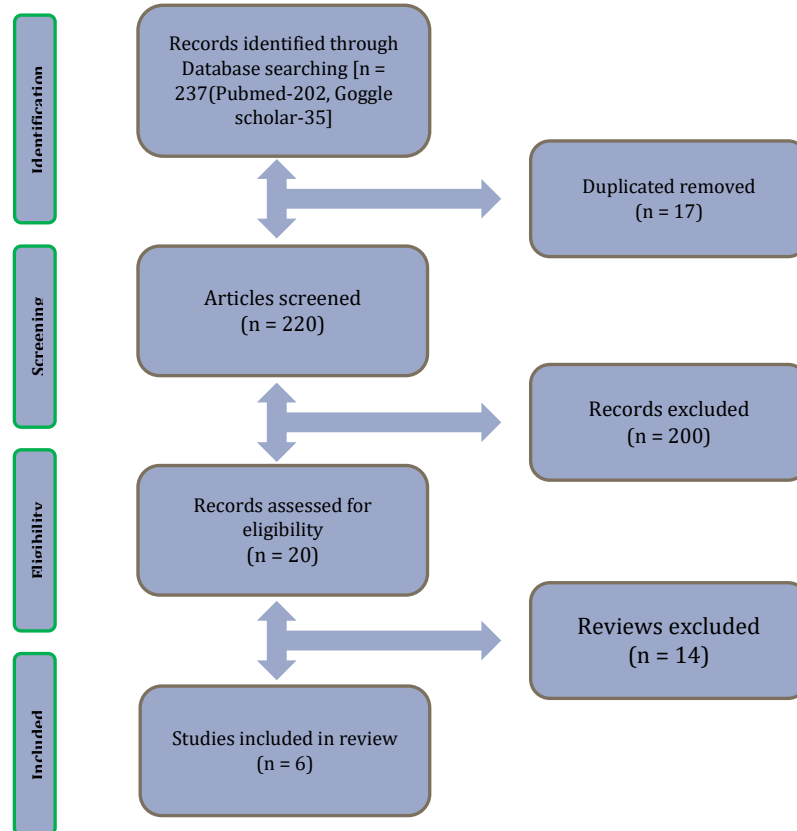 Identification
Records identified through
Database searching [n =
237(Pubmed-202, Goggle
scholar-35]
Duplicated removed
(n = 17)
Screening
Articles screened
(n = 220)
Records excluded
(n = 200)
Eligibility
Records assessed for
eligibility
(n = 20)
Reviews excluded
(n = 14)
Included
Studies included in review
(n = 6)